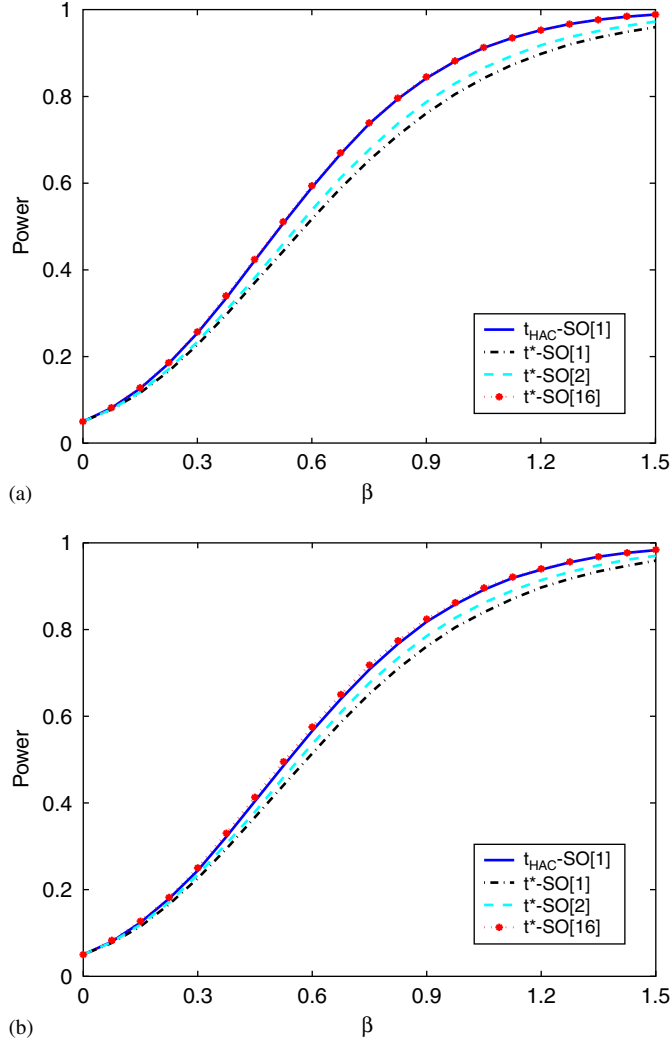 1
0.8
0.6
Power
0.4
0.2
0
t_HAC-SO[1]
t*-SO[1]
t*-SO[2]
t*-SO[16]
0 0.3 0.6 0.9 1.2 1.5
(a) β
1
0.8
0.6
Power
0.4
0.2
0
t_HAC-SO[1]
t*-SO[1]
t*-SO[2]
t*-SO[16]
0 0.3 0.6 0.9 1.2 1.5
(b) β